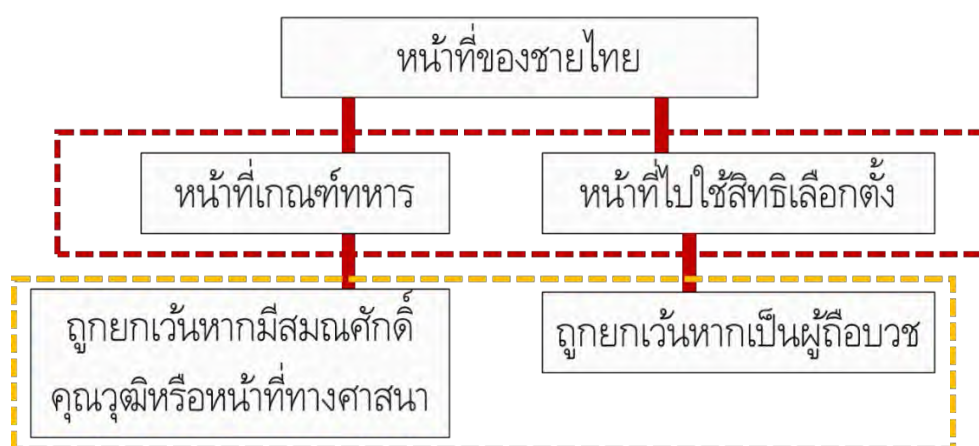 หน้าที่ของชายไทย
หน้าที่เกณฑ์ทหาร
หน้าที่ไปใช้สิทธิเลือกตั้ง
ถูกยกเว้นหากมีสมณศักดิ์
คุณวุฒิหรือหน้าที่ทางศาสนา
ถูกยกเว้นหากเป็นผู้ถือบวช